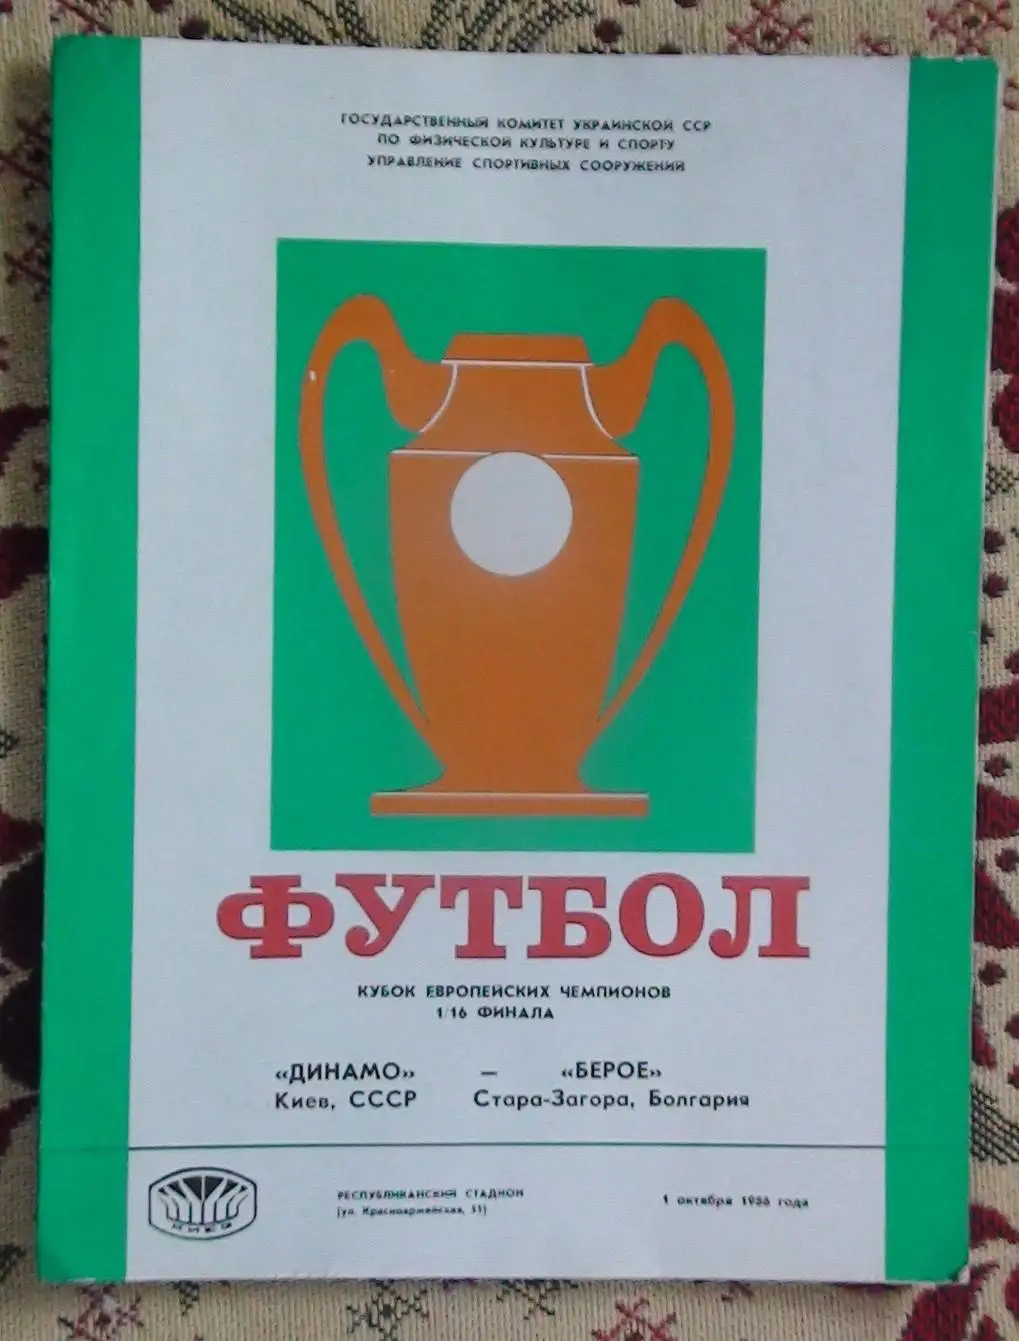 ГОСУДАРСТВЕННЫЙ КОМИТЕТ УКРАИНСКОЙ ССР
ПО ФИЗИЧЕСКОЙ КУЛЬТУРЕ И СПОРТУ
УПРАВЛЕНИЕ СПОРТИВНЫХ СООРУЖЕНИЙ
ФУТБОЛ
КУБОК ЕВРОПЕЙСКИХ ЧЕМПИОНОВ
1/16 ФИНАЛА
«ДИНАМО» — «БЕРОЕ»
Киев, СССР Стара-Загора, Болгария
РЕСПУБЛИКАНСКИЙ СТАДИОН
(ул. Красноармейская, 51)
1 октября 1986 года